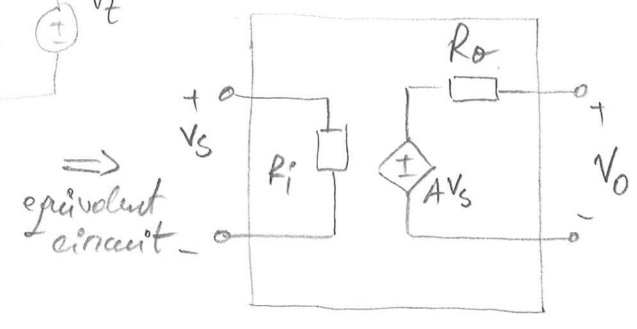 Vt
±
Ro
+
Vs
Ri
±
AVs
+
Vo
-
⇒
equivalent
circuit -